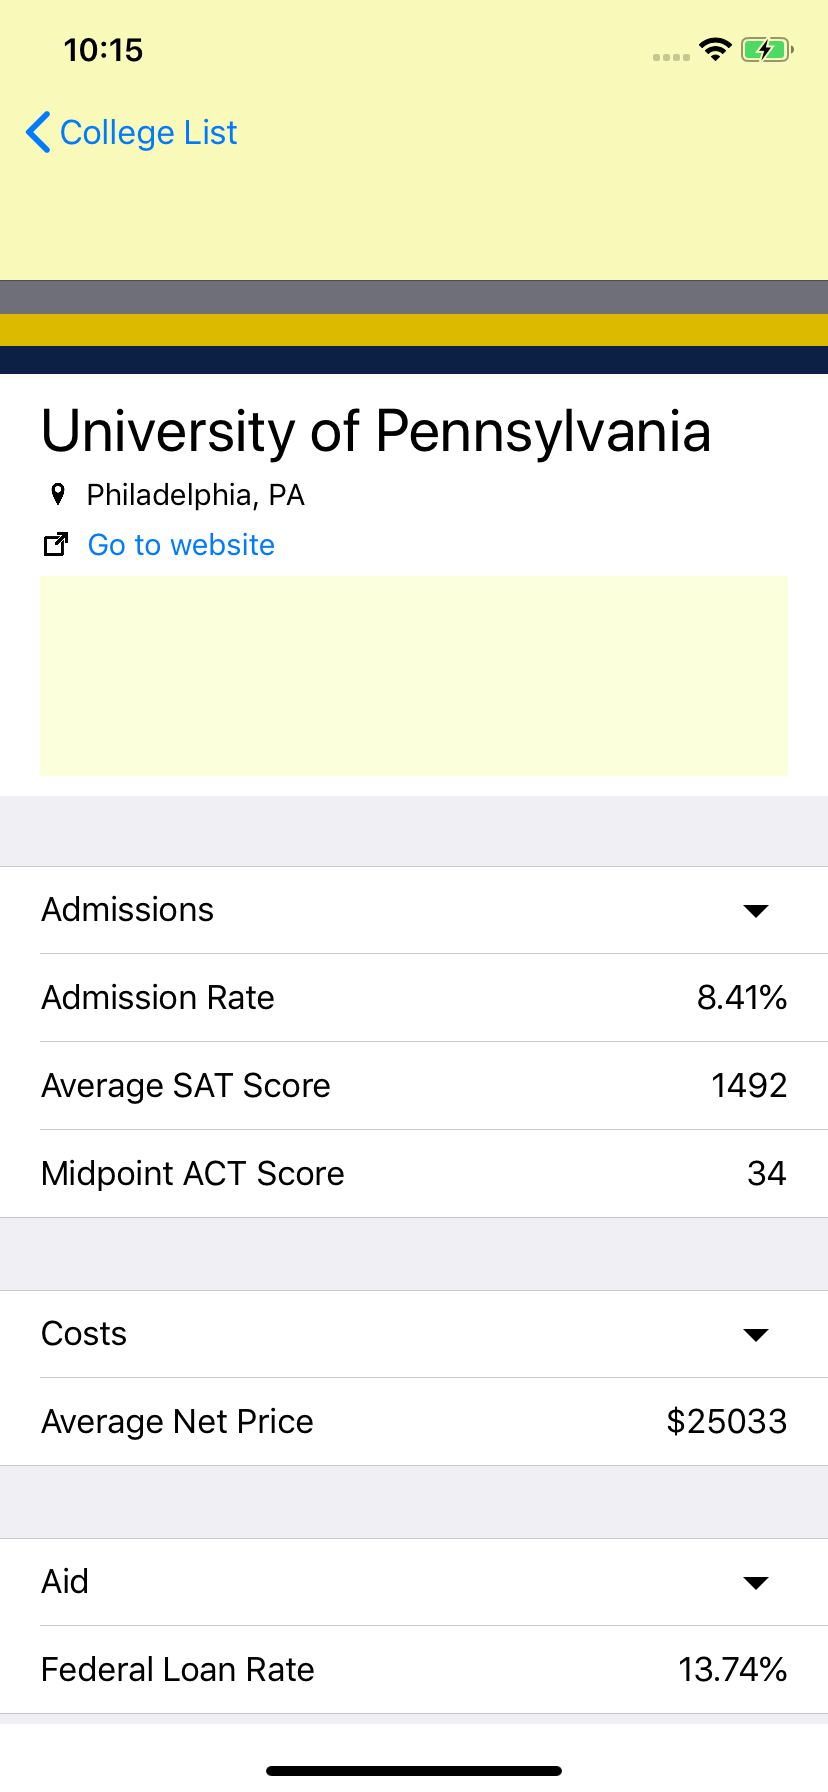 10:15
College List
University of Pennsylvania
Philadelphia, PA
Go to website
Admissions
Admission Rate 8.41%
Average SAT Score 1492
Midpoint ACT Score 34
Costs
Average Net Price $25033
Aid
Federal Loan Rate 13.74%